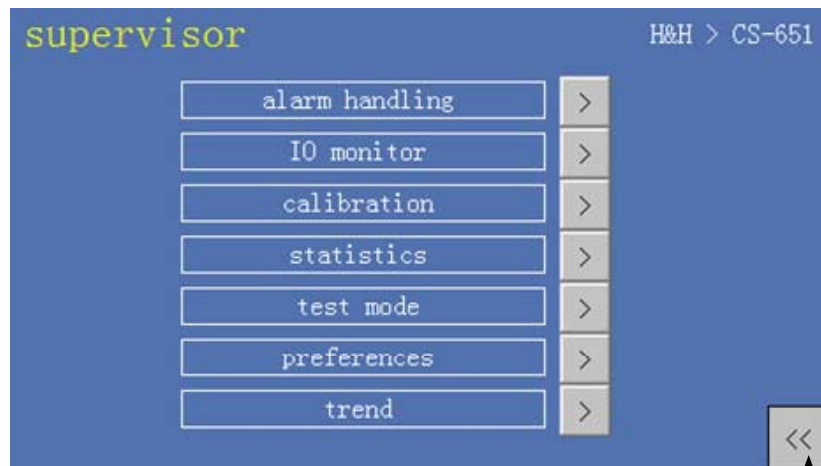 supervisor H&H > CS-651
alarm handling >
IO monitor >
calibration >
statistics >
test mode >
preferences >
trend >
<<